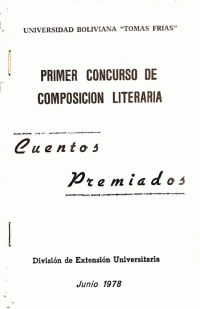 UNIVERSIDAD BOLIVIANA "TOMAS FRIAS"
PRIMER CONCURSO DE
COMPOSICION LITERARIA
Cuentos
Premiados
División de Extensión Universitaria
Junio 1978